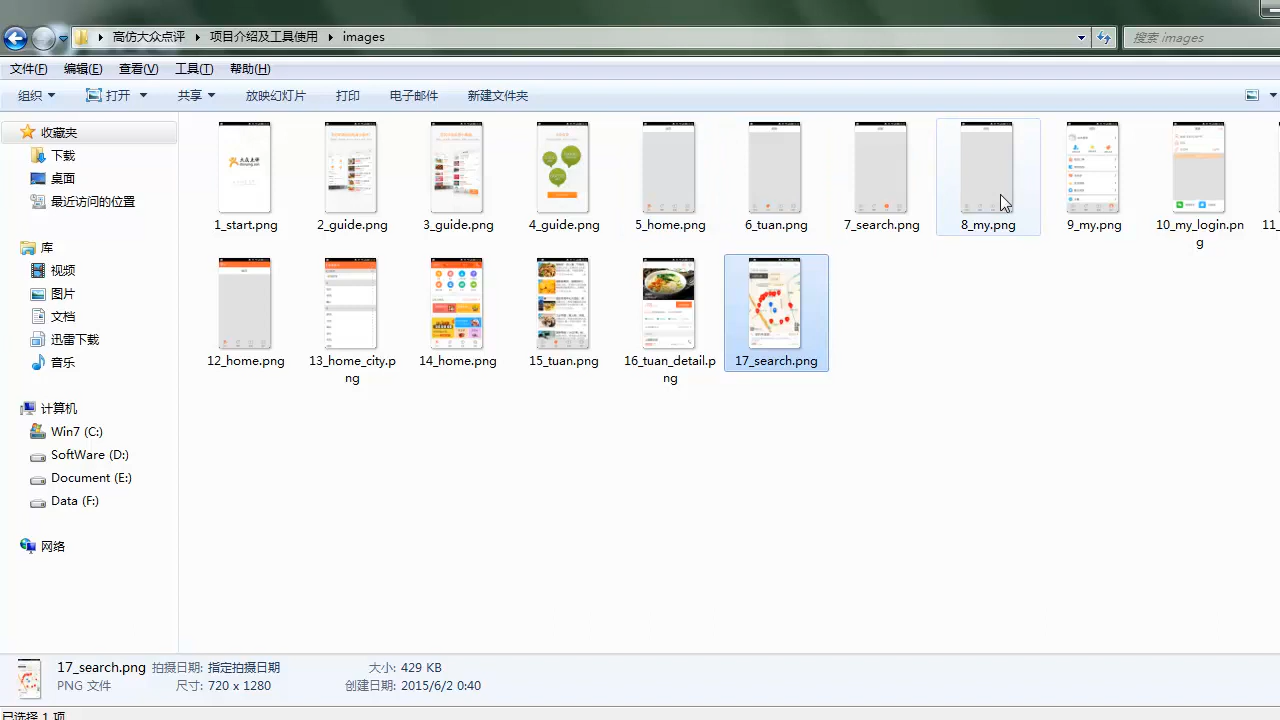 高仿大众点评 项目介绍及工具使用 images
搜索 images
文件(F) 编辑(E) 查看(V) 工具(T) 帮助(H)
组织 打开 共享 放映幻灯片 打印 电子邮件 新建文件夹
收藏夹
下载
桌面
最近访问的位置
库
视频
图片
文档
迅雷下载
音乐
计算机
Win7 (C:)
SoftWare (D:)
Document (E:)
Data (F:)
网络
1_start.png 2_guide.png 3_guide.png 4_guide.png 5_home.png 6_tuan.png 7_search.png 8_my.png 9_my.png 10_my_login.pn
g
11_
12_home.png 13_home_city.p
ng
14_home.png 15_tuan.png 16_tuan_detail.p
ng
17_search.png
17_search.png 拍摄日期: 指定拍摄日期 大小: 429 KB
PNG 文件 尺寸: 720 x 1280 创建日期: 2015/6/2 0:40
已选择 1 项